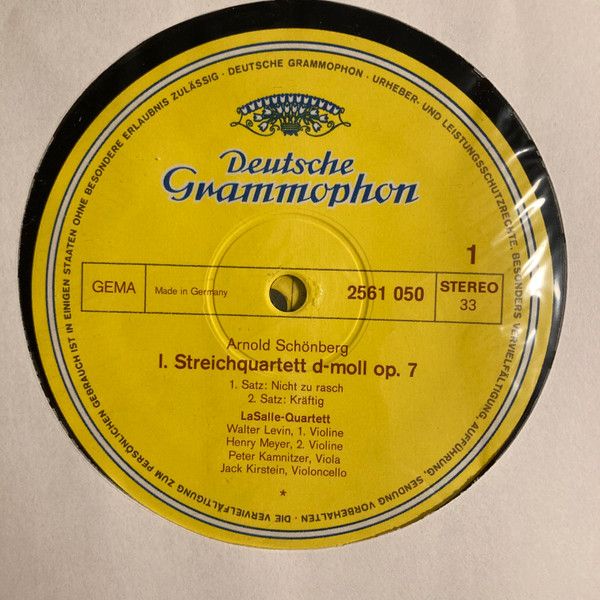 DEUTSCHE GRAMMOPHON · URHEBER- UND LEISTUNGSSCHUTZRECHTE, BESONDERS VERVIELFÄLTIGUNG, AUFFÜHRUNG, SENDUNG VORBEHALTEN · DIE VERVIELFÄLTIGUNG ZUM PERSÖNLICHEN GEBRAUCH IST IN EINIGEN STAATEN OHNE BESONDERE ERLAUBNIS ZULÄSSIG ·
Deutsche
Grammophon
1
GEMA Made in Germany 2561 050 STEREO
33
Arnold Schönberg
I. Streichquartett d-moll op. 7
1. Satz: Nicht zu rasch
2. Satz: Kräftig
LaSalle-Quartett
Walter Levin, 1. Violine
Henry Meyer, 2. Violine
Peter Kamnitzer, Viola
Jack Kirstein, Violoncello
*